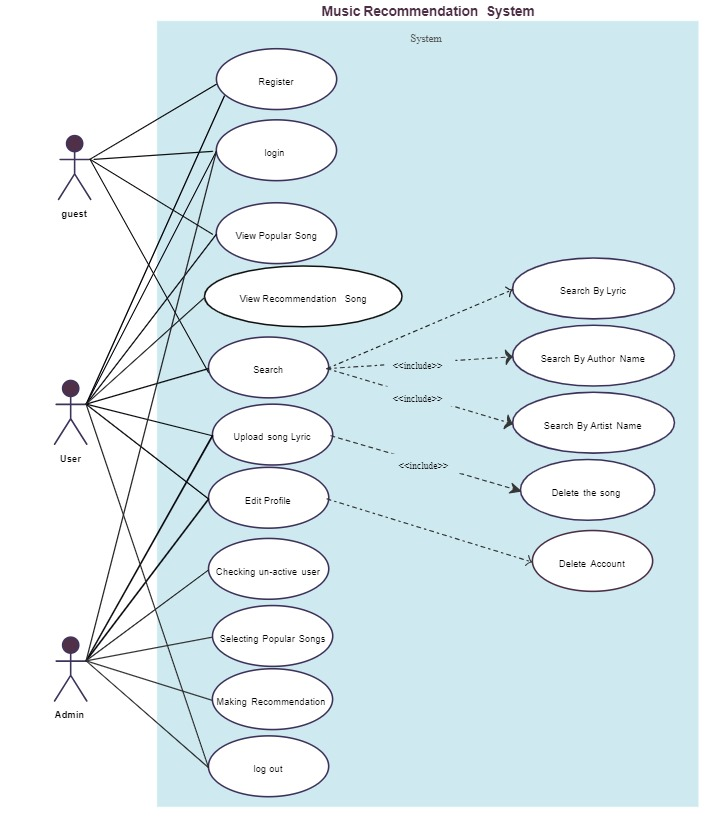 Music Recommendation System
System
Register
login
guest
View Popular Song
View Recommendation Song
Search By Lyric
Search
<<include>>
Search By Author Name
<<include>>
Search By Artist Name
User
Upload song Lyric
<<include>>
Edit Profile
Delete the song
Checking un-active user
Delete Account
Selecting Popular Songs
Admin
Making Recommendation
log out